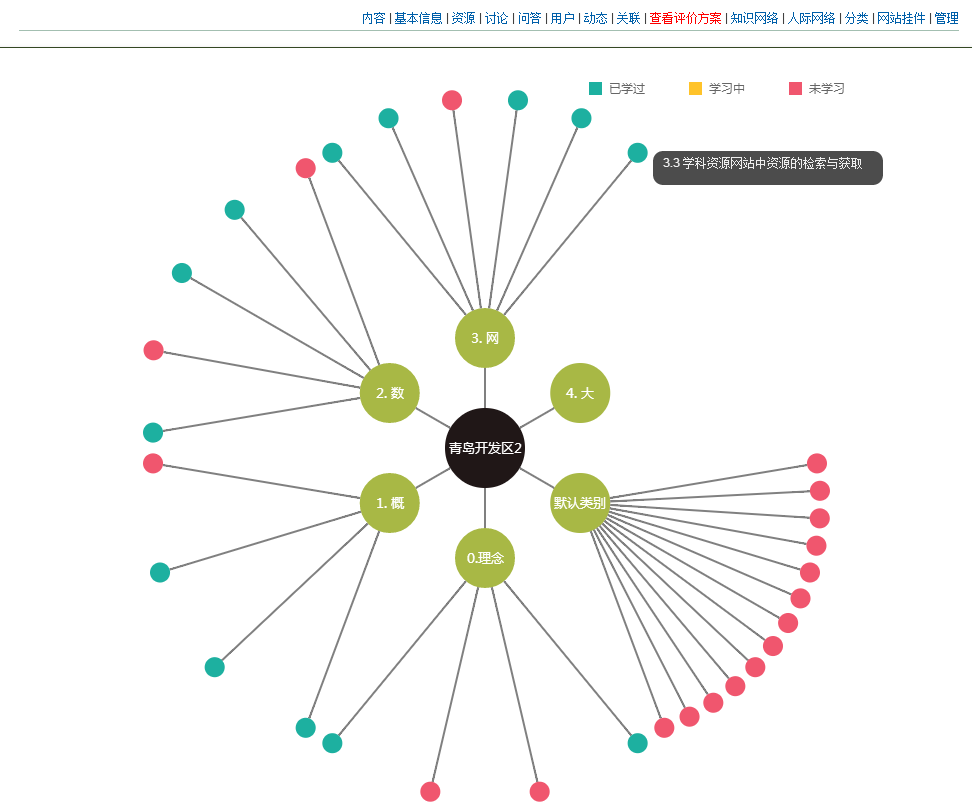 内容 | 基本信息 | 资源 | 讨论 | 问答 | 用户 | 动态 | 关联 | 查看评价方案 | 知识网络 | 人际网络 | 分类 | 网站挂件 | 管理
已学过 学习中 未学习
3.3 学科资源网站中资源的检索与获取
3. 网
2. 数
4. 大
青岛开发区2
1. 概
默认类别
0.理念